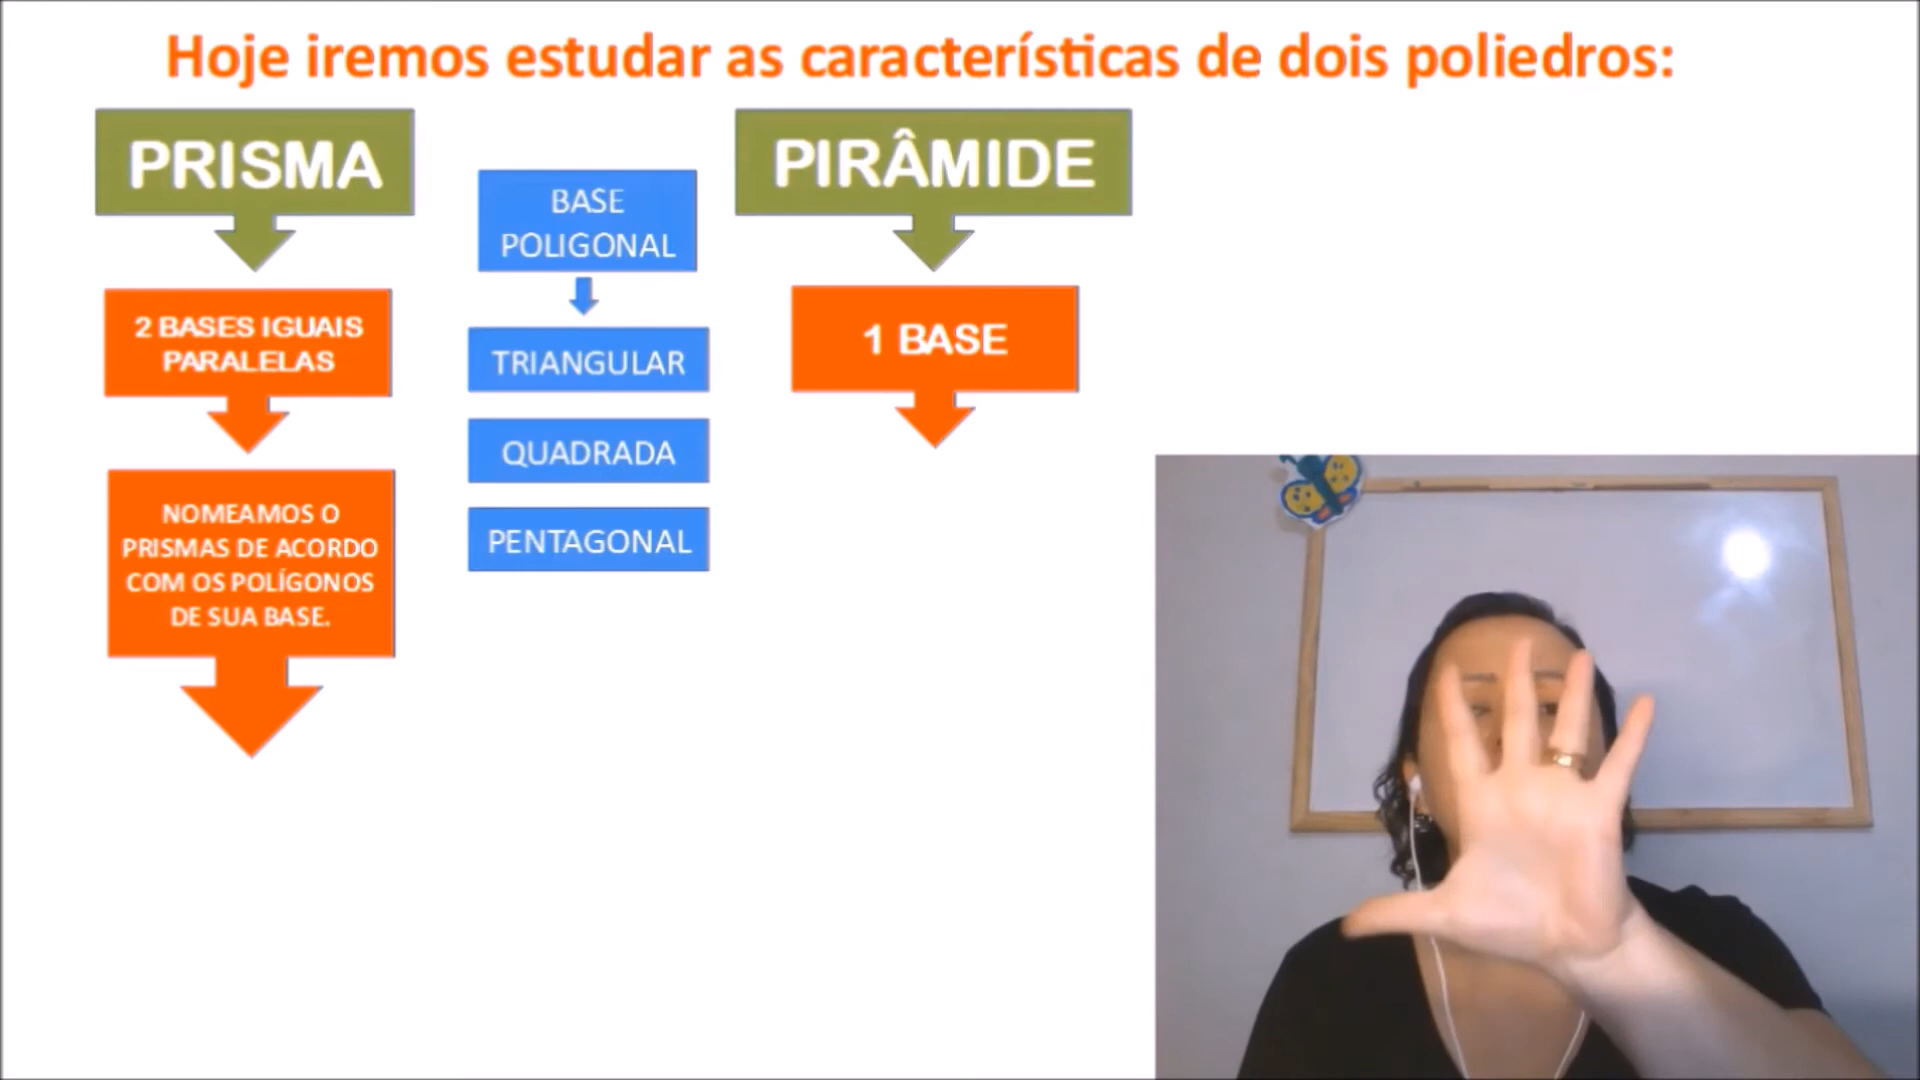 Hoje iremos estudar as características de dois poliedros:
PRISMA
2 BASES IGUAIS
PARALELAS
NOMEAMOS O
PRISMAS DE ACORDO
COM OS POLÍGONOS
DE SUA BASE.
BASE
POLIGONAL
TRIANGULAR
QUADRADA
PENTAGONAL
PIRÂMIDE
1 BASE